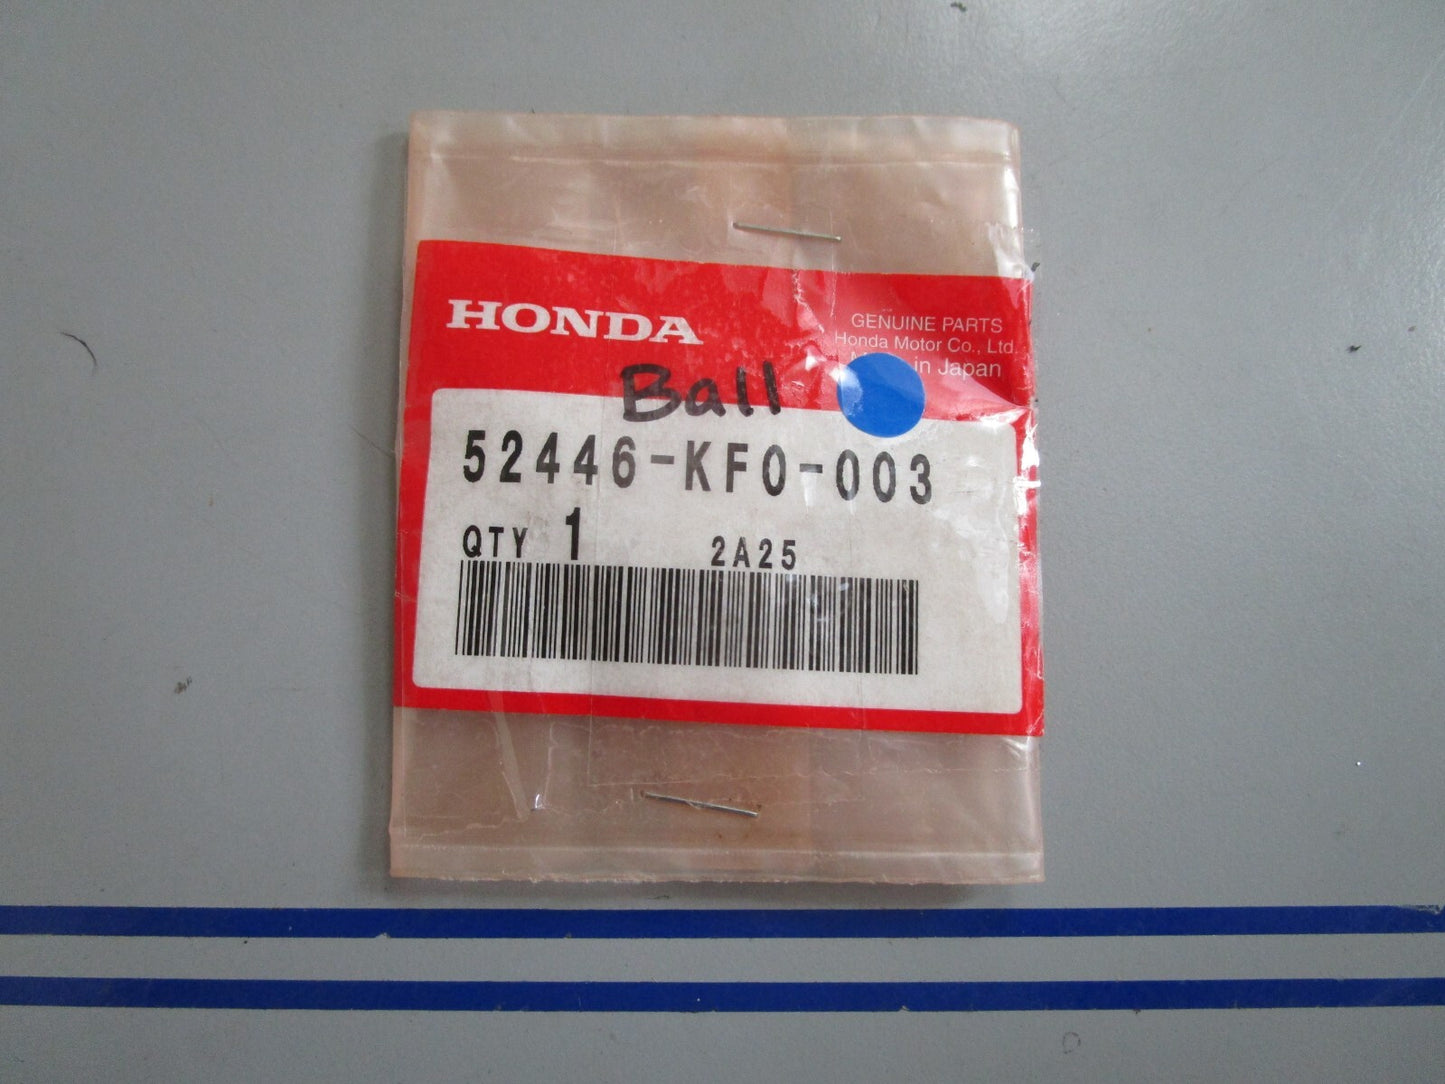 HONDA
GENUINE PARTS
Honda Motor Co., Ltd.
in Japan
Ball
52446-KF0-003
QTY 1 2A25